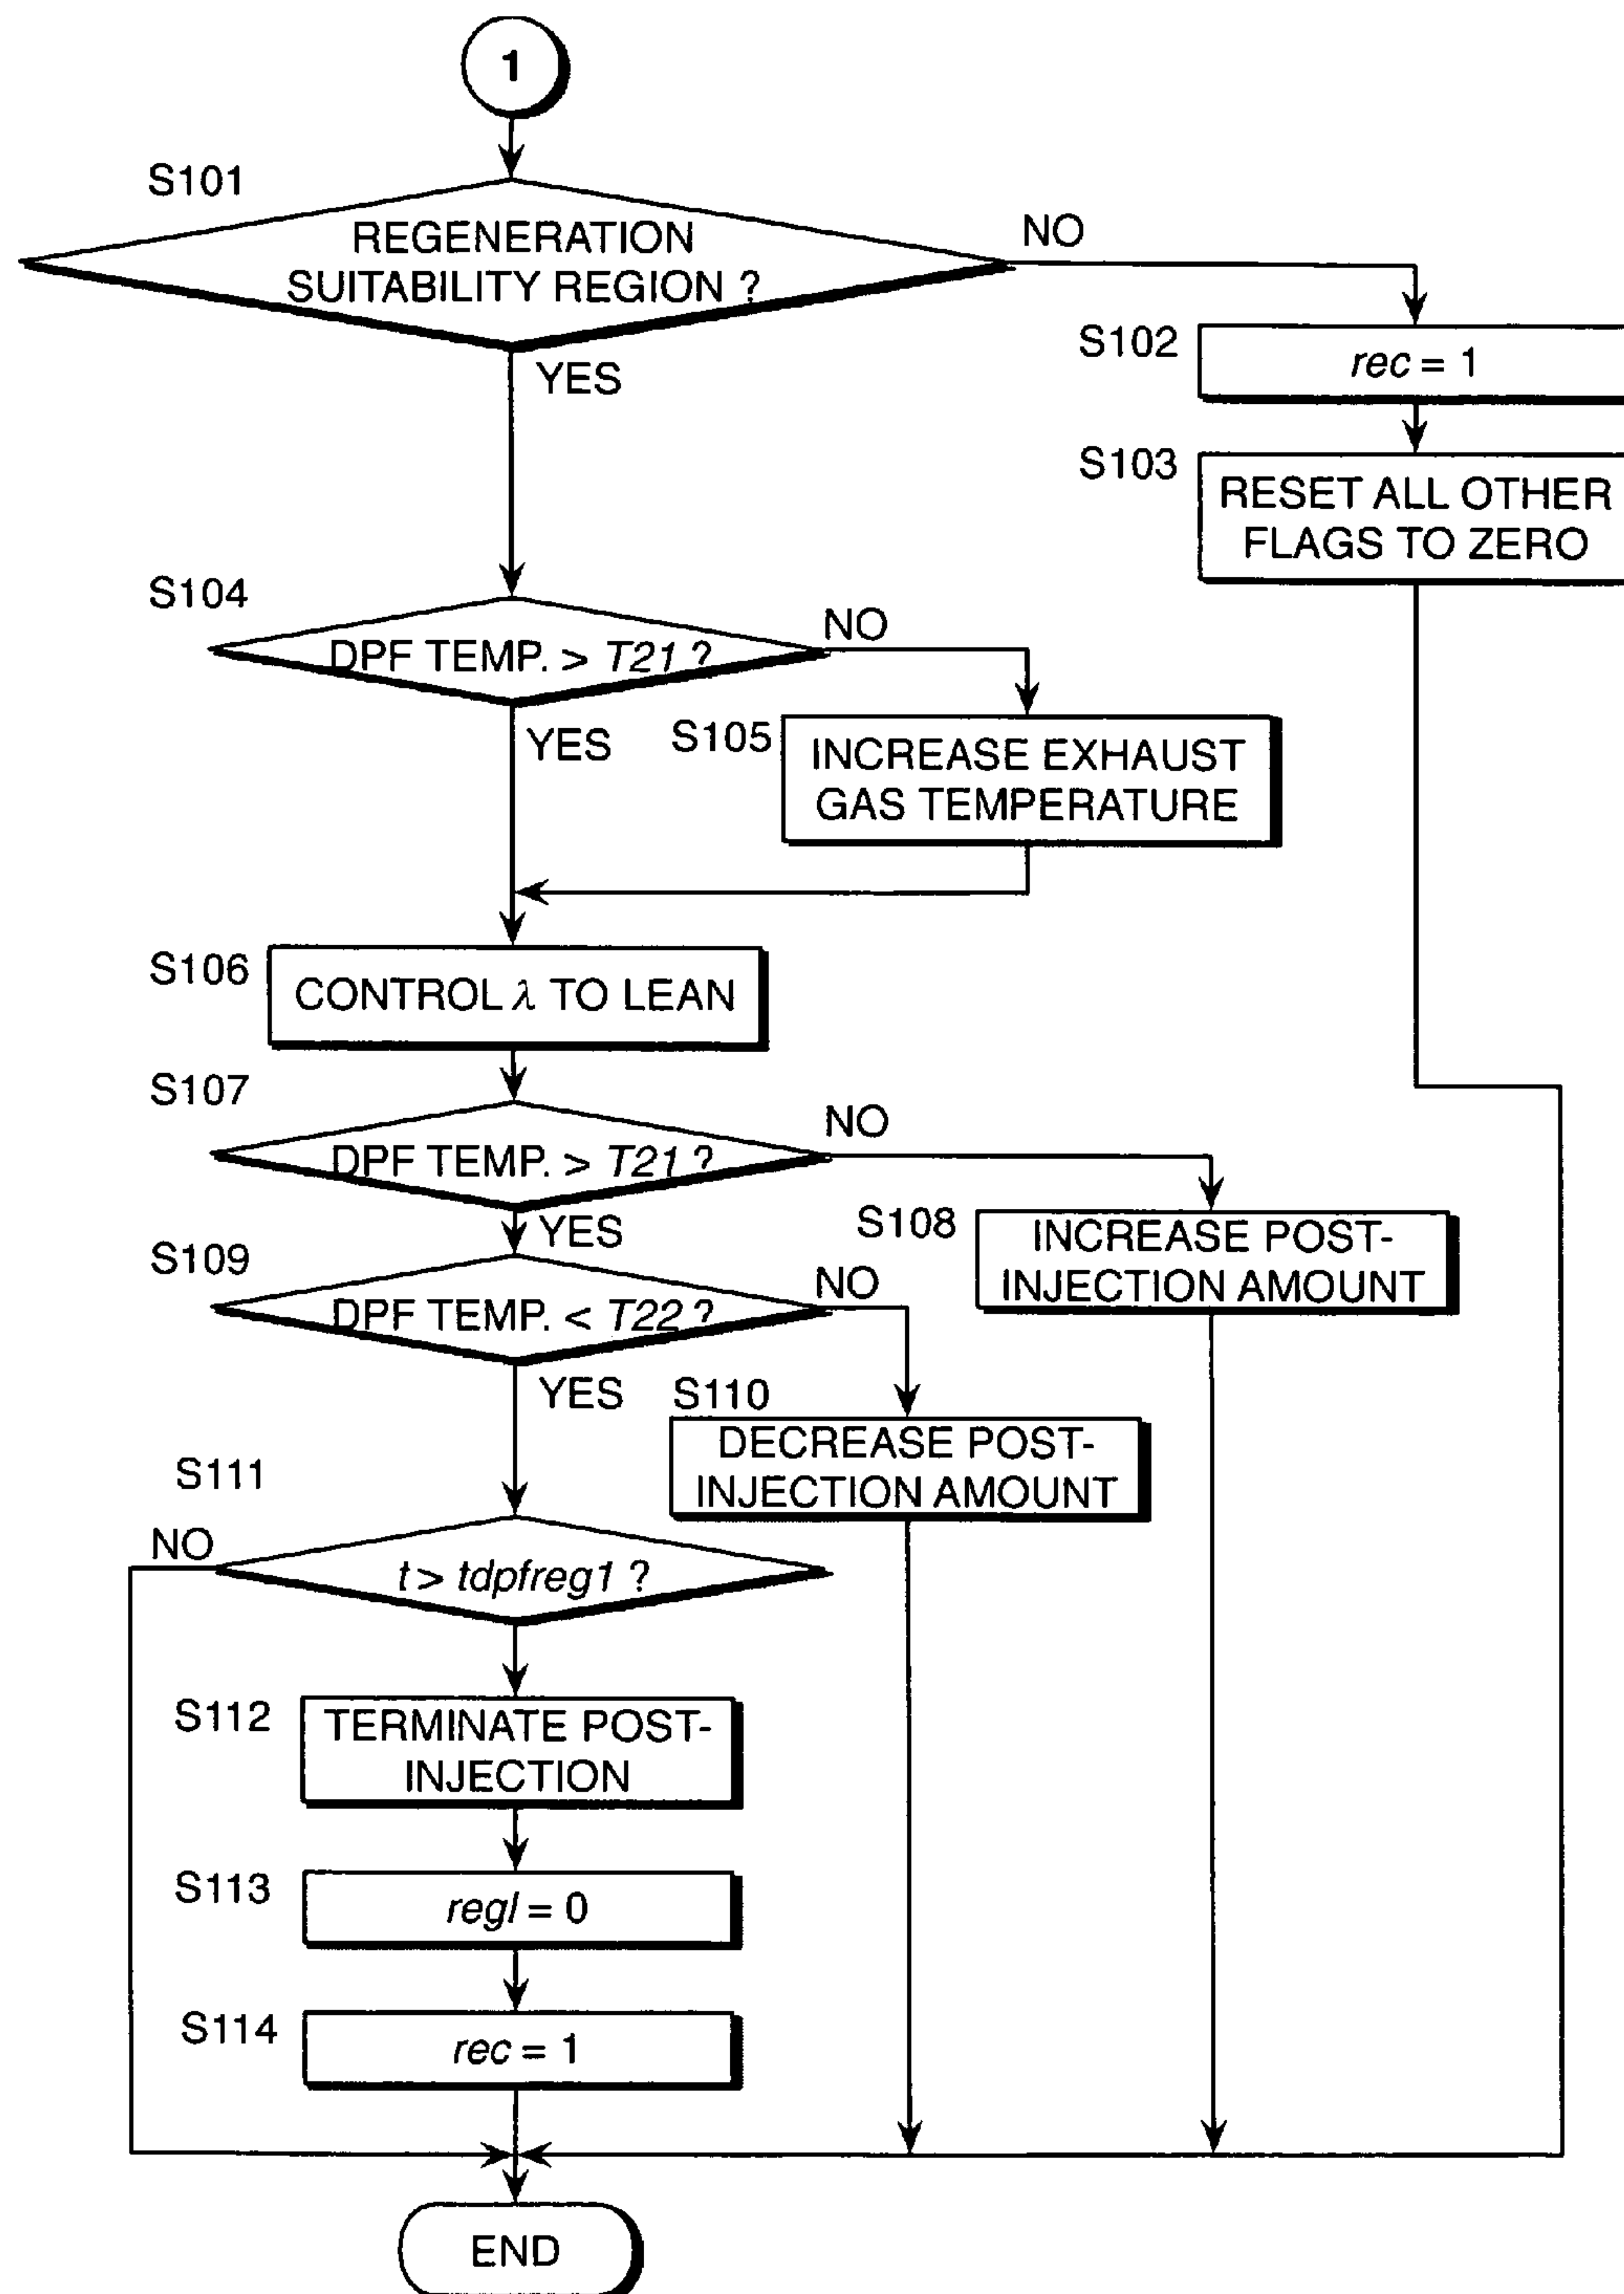 1
S101
REGENERATION
SUITABILITY REGION ?
NO
YES
S102
rec = 1
S103
RESET ALL OTHER
FLAGS TO ZERO
S104
DPF TEMP. > T21 ?
NO
YES
S105
INCREASE EXHAUST
GAS TEMPERATURE
S106
CONTROL λ TO LEAN
S107
DPF TEMP. > T21 ?
NO
YES
S108
INCREASE POST-
INJECTION AMOUNT
S109
DPF TEMP. < T22 ?
NO
YES
S110
DECREASE POST-
INJECTION AMOUNT
S111
NO
t > tdpfreg1 ?
S112
TERMINATE POST-
INJECTION
S113
regl = 0
S114
rec = 1
END